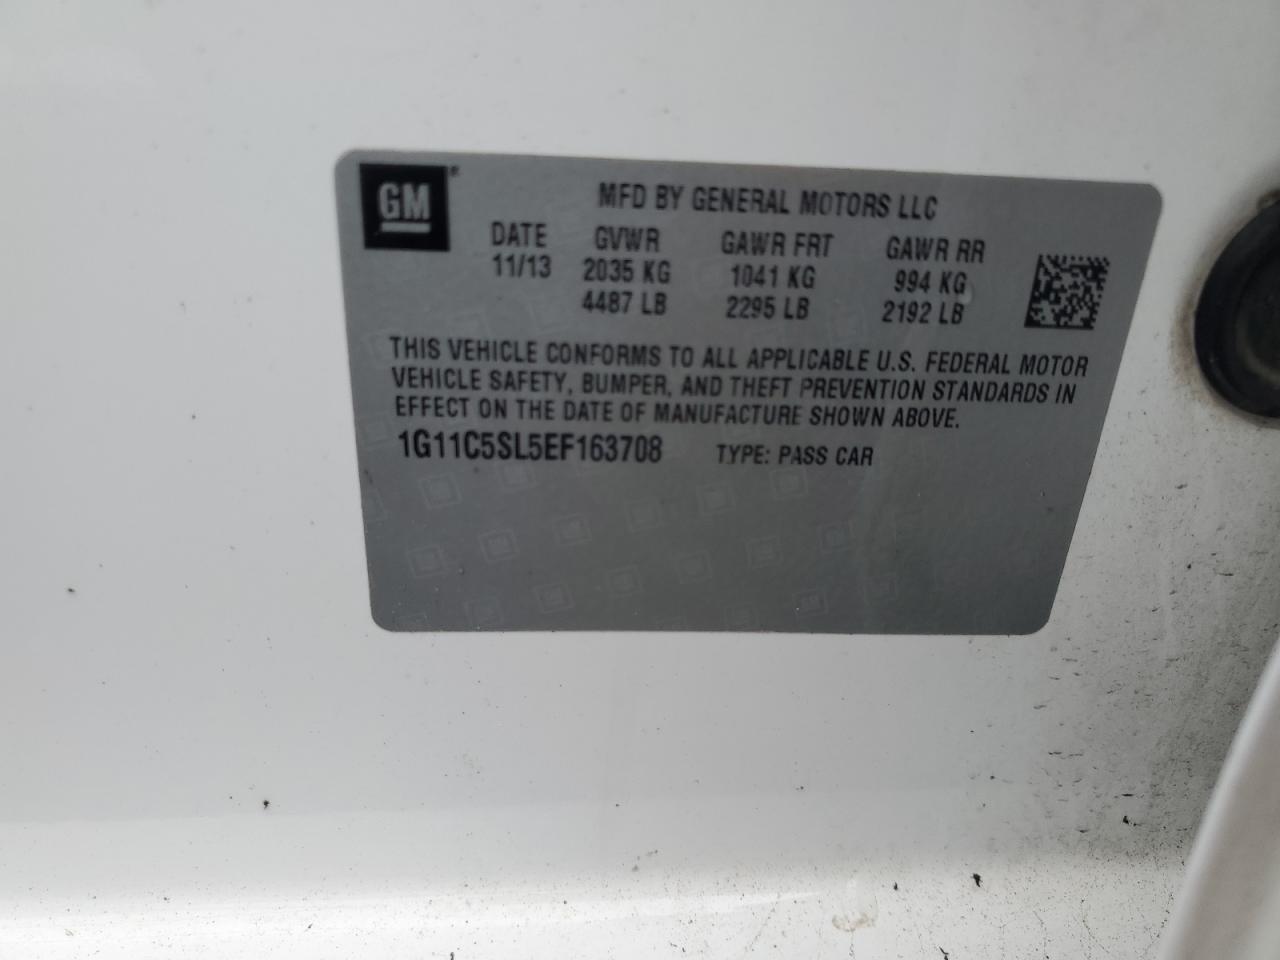 GM®
MFD BY GENERAL MOTORS LLC
DATE GVWR GAWR FRT GAWR RR
11/13 2035 KG 1041 KG 994 KG
4487 LB 2295 LB 2192 LB
THIS VEHICLE CONFORMS TO ALL APPLICABLE U.S. FEDERAL MOTOR
VEHICLE SAFETY, BUMPER, AND THEFT PREVENTION STANDARDS IN
EFFECT ON THE DATE OF MANUFACTURE SHOWN ABOVE.
1G11C5SL5EF163708 TYPE: PASS CAR